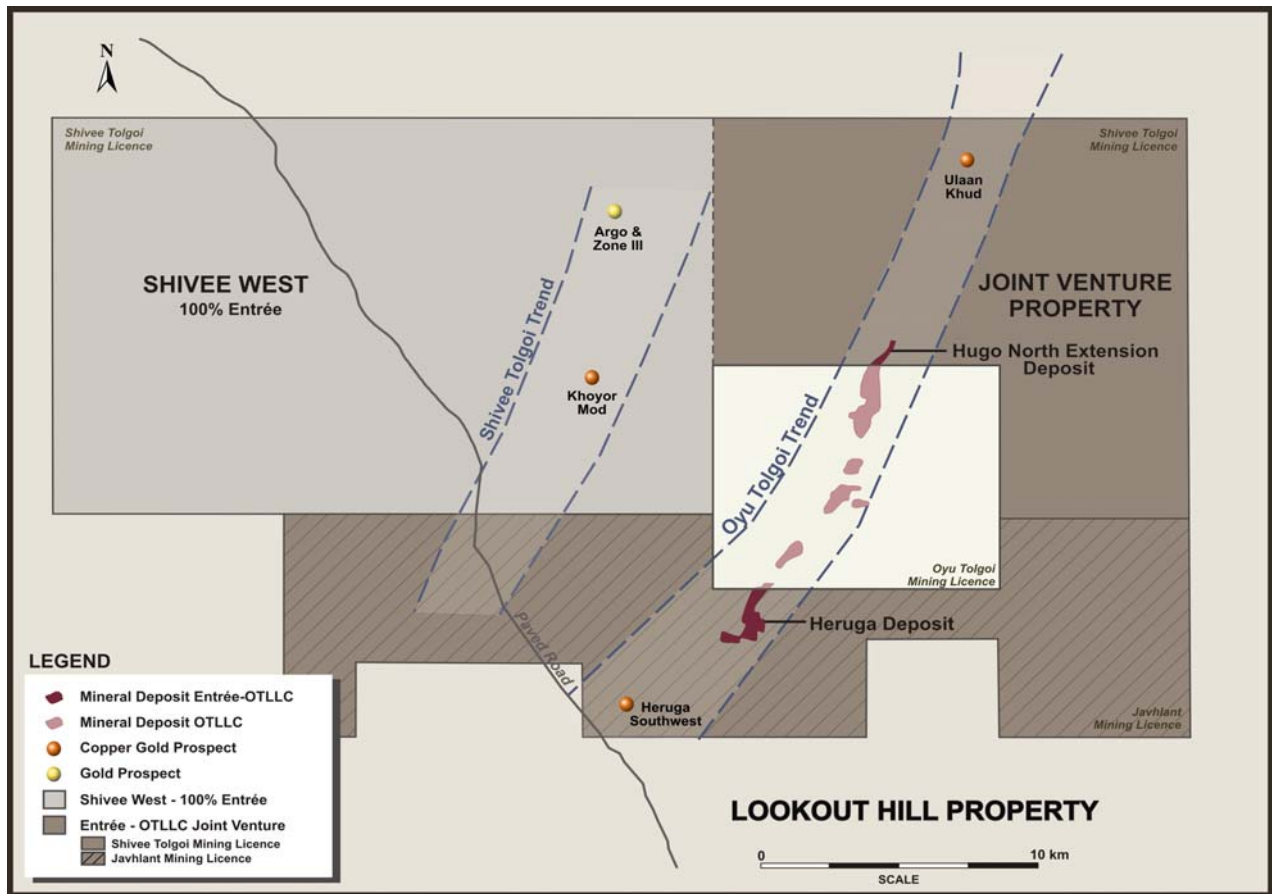 N
Shivee Tolgoi
Mining Licence
Shivee Tolgoi
Mining Licence
Ulaan
Khud
Argo &
Zone III
SHIVEE WEST
100% Entrée
JOINT VENTURE
PROPERTY
Shivee Tolgoi Trend
Hugo North Extension
Deposit
Khoyor
Mod
Oyu Tolgoi Trend
Oyu Tolgoi
Mining Licence
Paved Road
Heruga Deposit
Heruga
Southwest
Javhlant
Mining Licence
LEGEND
Mineral Deposit Entrée-OTLLC
Mineral Deposit OTLLC
Copper Gold Prospect
Gold Prospect
Shivee West - 100% Entrée
Entrée - OTLLC Joint Venture
Shivee Tolgoi Mining Licence
Javhlant Mining Licence
LOOKOUT HILL PROPERTY
0 10 km
SCALE